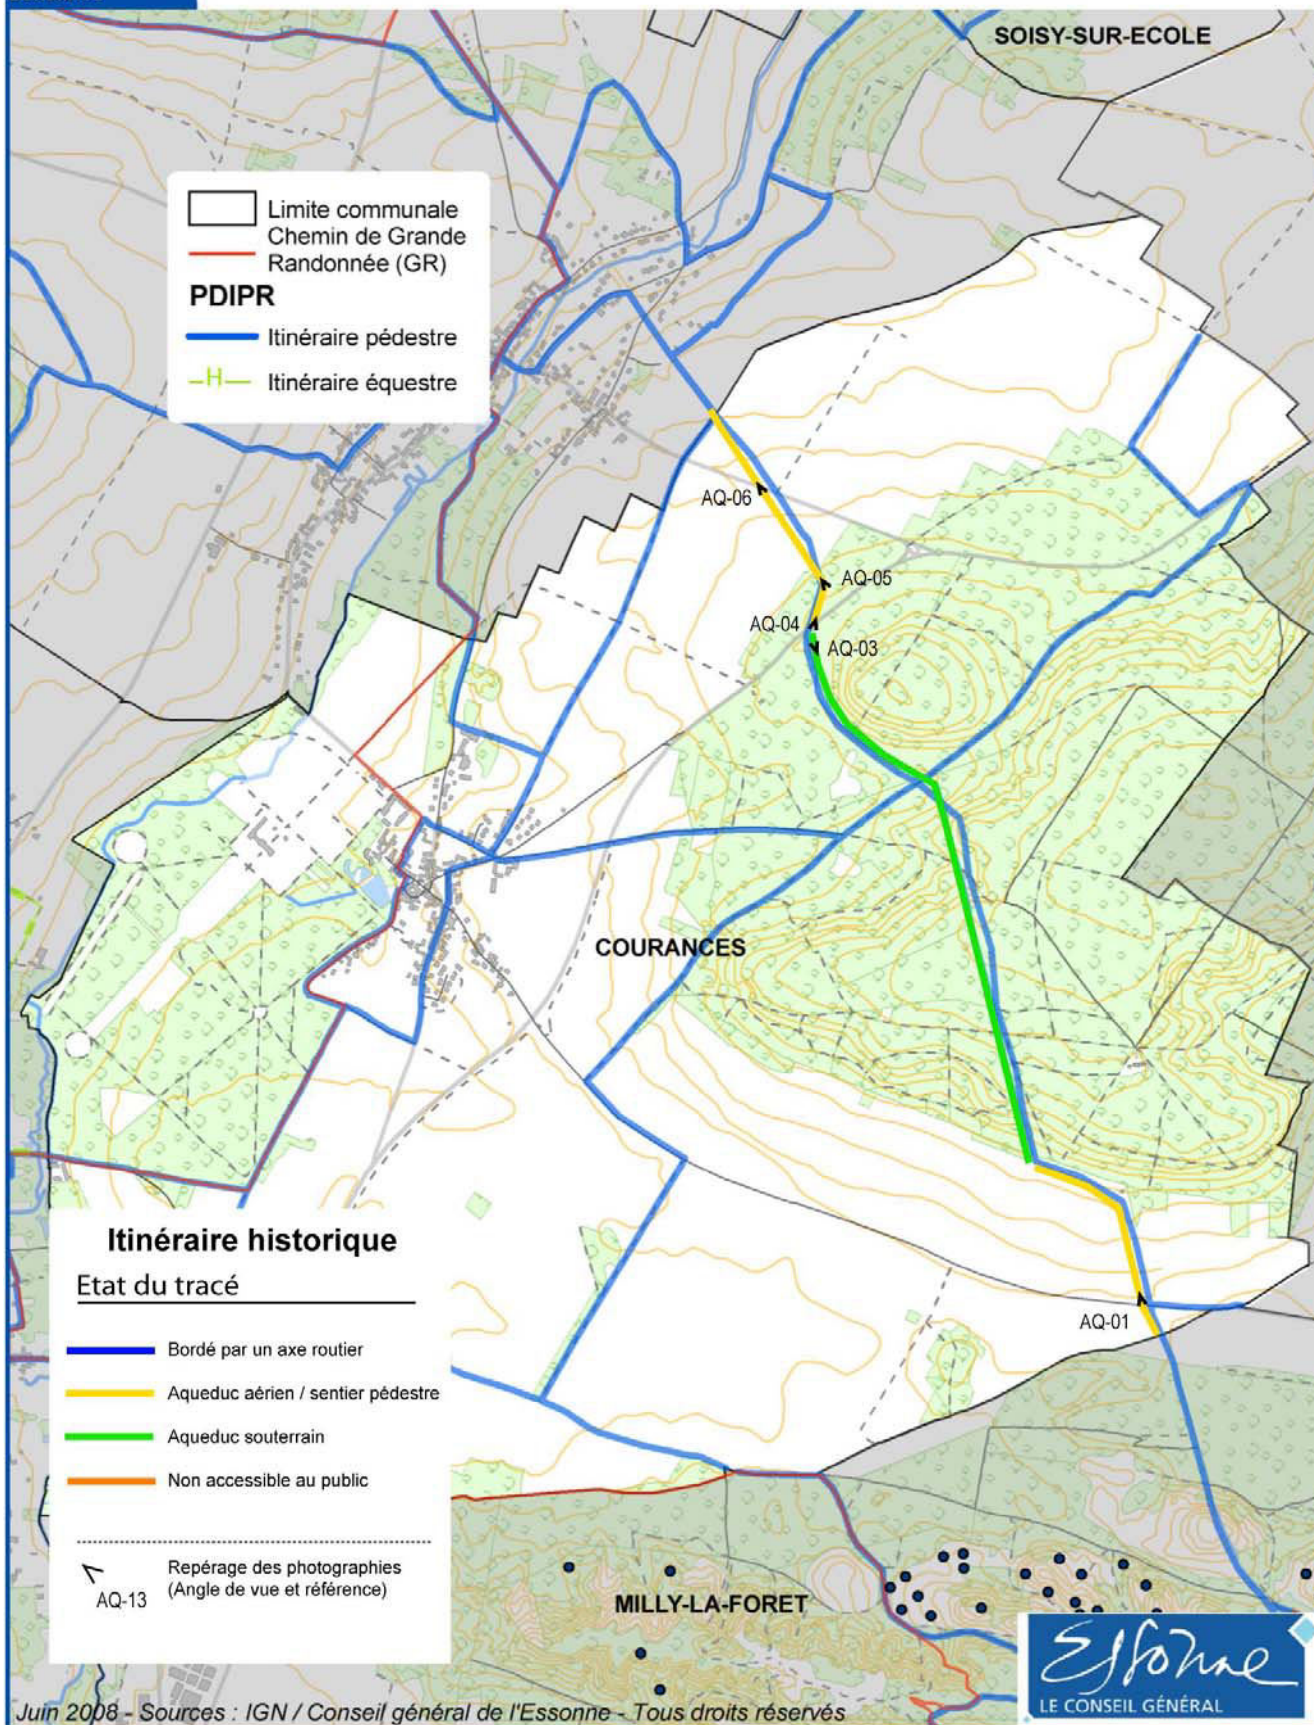 SOISY-SUR-ECOLE
Limite communale
Chemin de Grande
Randonnée (GR)
PDIPR
Itinéraire pédestre
H
Itinéraire équestre
AQ-06
AQ-05
AQ-04
AQ-03
COURANCES
Itinéraire historique
Etat du tracé
AQ-01
Bordé par un axe routier
Aqueduc aérien / sentier pédestre
Aqueduc souterrain
Non accessible au public
Repérage des photographies
(Angle de vue et référence)
AQ-13
MILLY-LA-FORET
Essonne
LE CONSEIL GÉNÉRAL
Juin 2008 - Sources : IGN / Conseil général de l'Essonne - Tous droits réservés